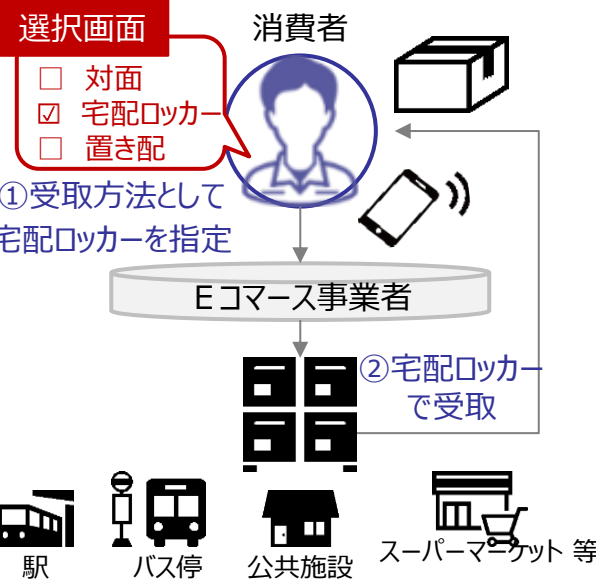 選択画面
消費者
□ 対面
☑ 宅配ロッカー
□ 置き配
①受取方法として
宅配ロッカーを指定
Eコマース事業者
②宅配ロッカー
で受取
駅
バス停
公共施設
スーパーマーケット 等